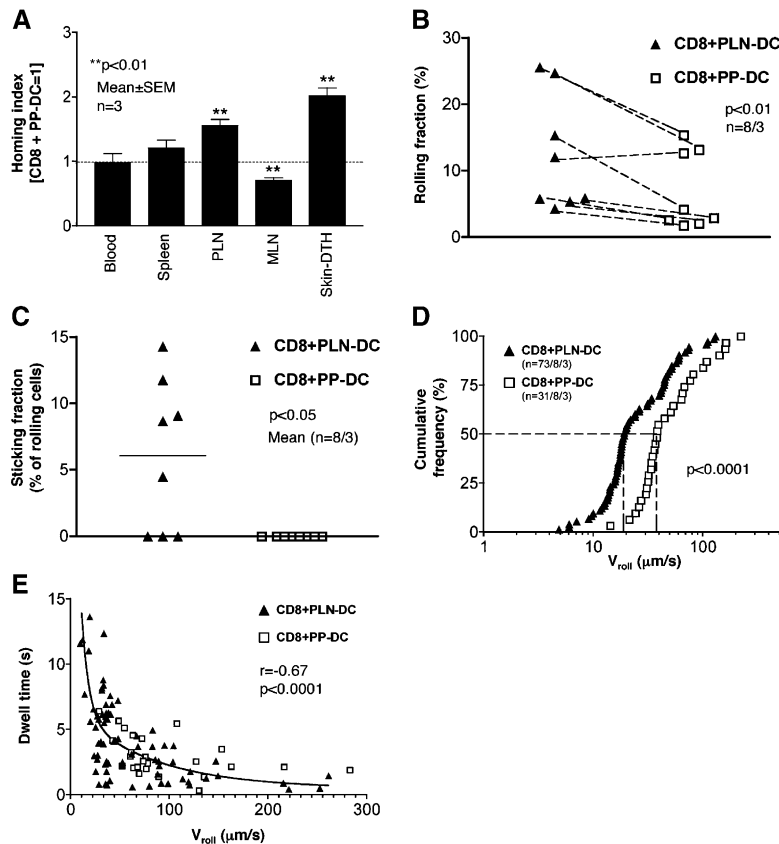 A
Homing index
[CD8 + PP-DC=1]
3
2
1
0
**p<0.01
Mean±SEM
n=3
**
**
**
Blood
Spleen
PLN
MLN
Skin-DTH
B
Rolling fraction (%)
30
20
10
0
CD8+PLN-DC
CD8+PP-DC
p<0.01
n=8/3
C
Sticking fraction
(% of rolling cells)
15
10
5
0
CD8+PLN-DC
CD8+PP-DC
p<0.05
Mean (n=8/3)
D
Cumulative
frequency (%)
100
75
50
25
0
CD8+PLN-DC
(n=73/8/3)
CD8+PP-DC
(n=31/8/3)
p<0.0001
1
10
100
Vroll (μm/s)
E
Dwell time (s)
15
10
5
0
CD8+PLN-DC
CD8+PP-DC
r=-0.67
p<0.0001
0
100
200
300
Vroll (μm/s)